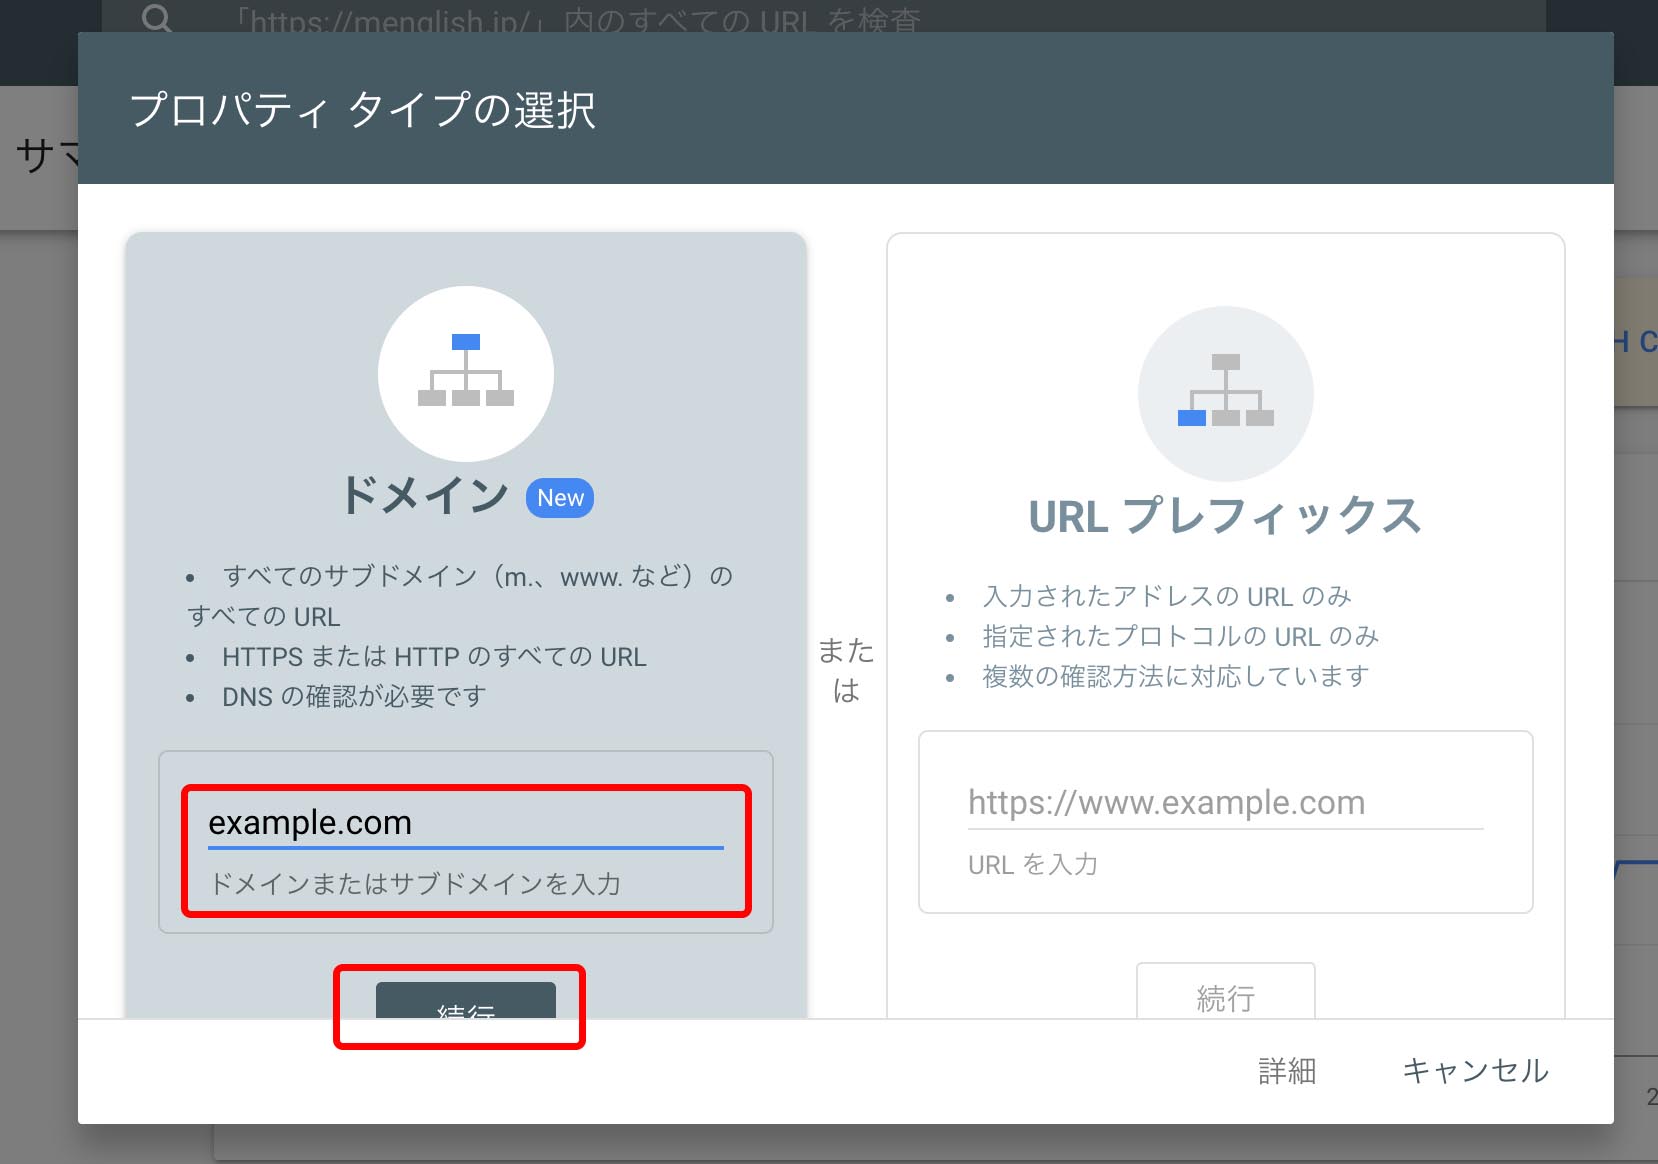 「https://menglish.jp/」内のすべての URL を検査
プロパティ タイプの選択
サマ
ドメイン New
• すべてのサブドメイン（m.、www. など）の
すべての URL
• HTTPS または HTTP のすべての URL
• DNS の確認が必要です
example.com
ドメインまたはサブドメインを入力
続行
また
は
URL プレフィックス
• 入力されたアドレスの URL のみ
• 指定されたプロトコルの URL のみ
• 複数の確認方法に対応しています
https://www.example.com
URL を入力
続行
H C
詳細
キャンセル
2